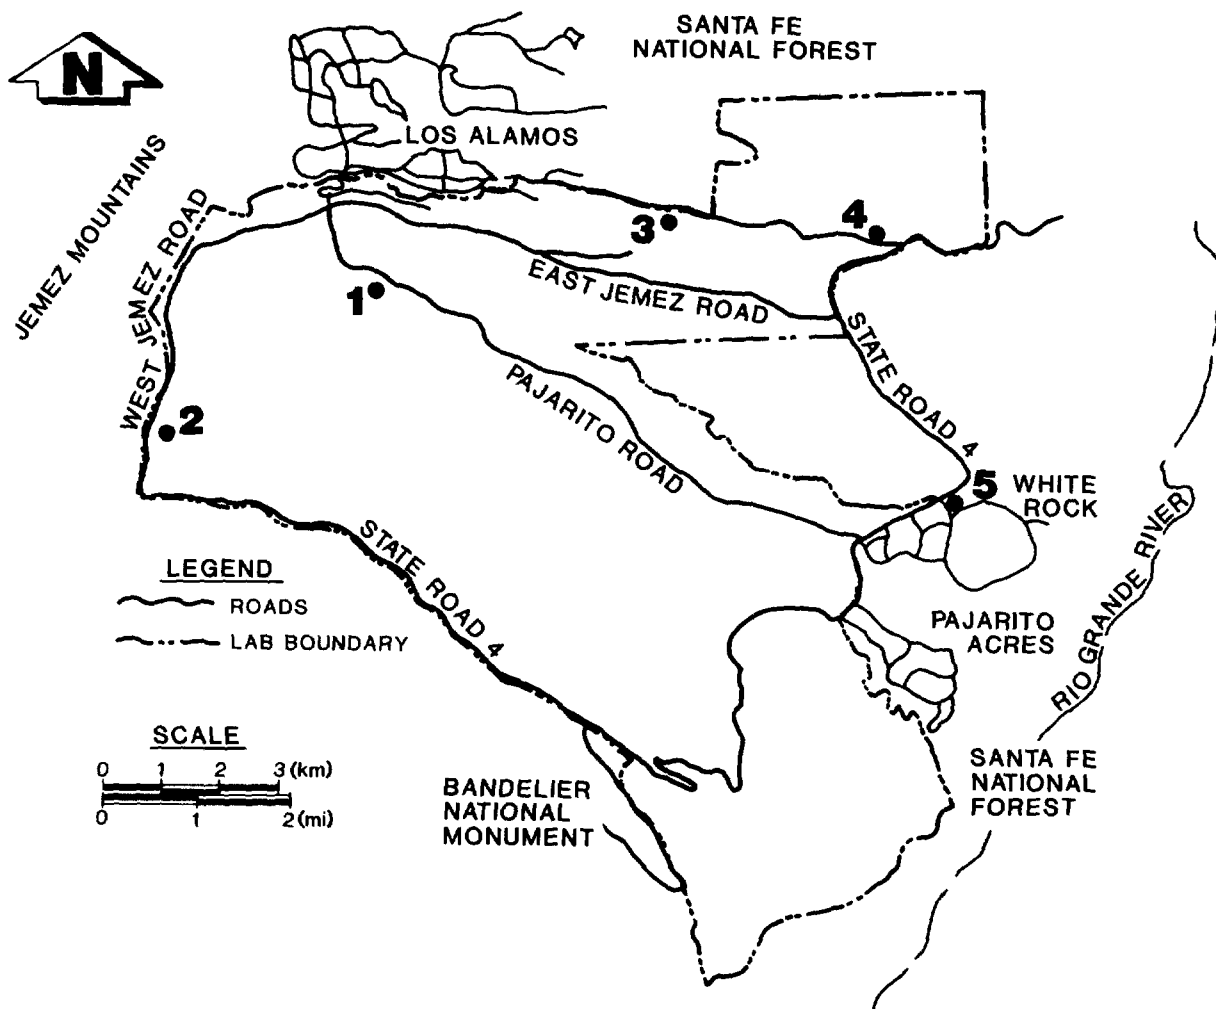 SANTA FE
NATIONAL FOREST
N
LOS ALAMOS
JEMEZ MOUNTAINS
WEST JEMEZ ROAD
3
4
1
EAST JEMEZ ROAD
STATE ROAD 4
PAJARITO ROAD
2
5
WHITE
ROCK
STATE ROAD 4
RIO GRANDE RIVER
LEGEND
ROADS
LAB BOUNDARY
PAJARITO
ACRES
SCALE
0 1 2 3 (km)
0 1 2 (mi)
BANDELIER
NATIONAL
MONUMENT
SANTA FE
NATIONAL
FOREST